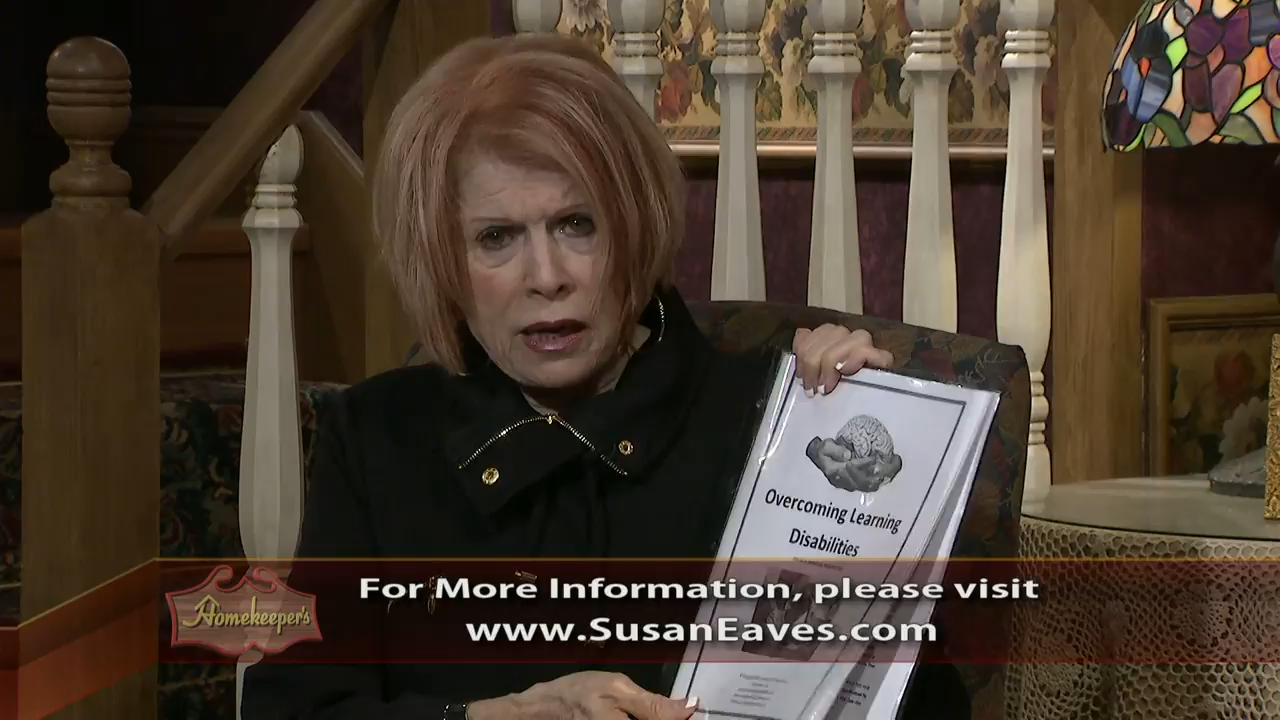 Overcoming Learning
Disabilities
Homekeeper's
For More Information, please visit
www.SusanEaves.com